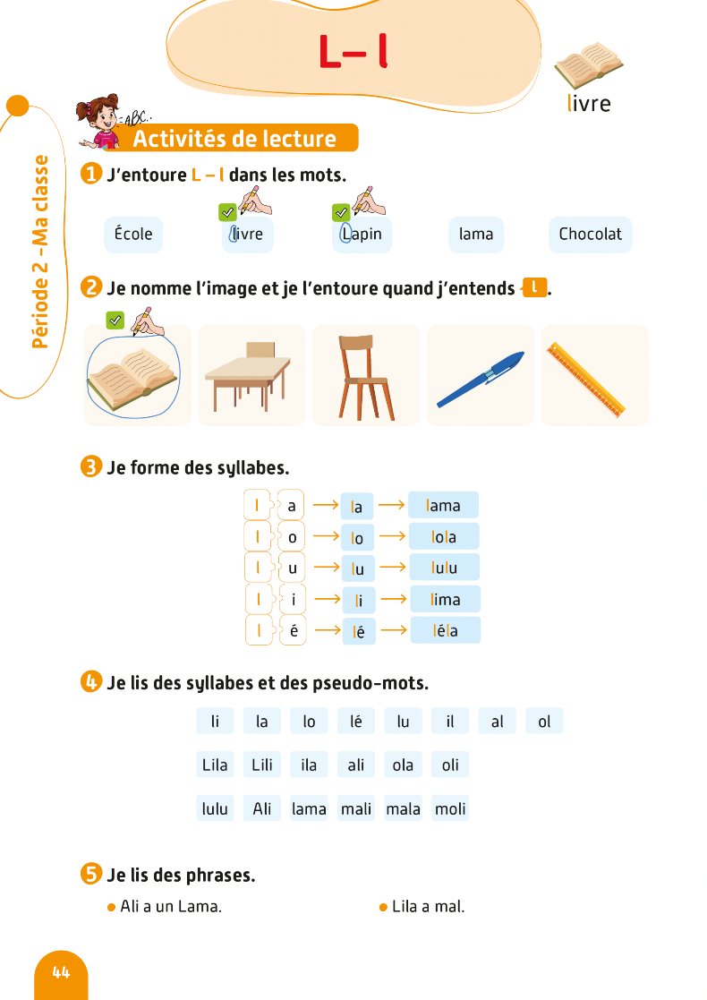 L – l
livre
ABC..
Activités de lecture
Période 2 -Ma classe
1 J'entoure L – l dans les mots.
École livre Lapin lama Chocolat
2 Je nomme l'image et je l'entoure quand j'entends l.
3 Je forme des syllabes.
l a la lama
l o lo lola
l u lu lulu
l i li lima
l é lé léla
4 Je lis des syllabes et des pseudo-mots.
li la lo lé lu il al ol
Lila Lili ila ali ola oli
lulu Ali lama mali mala moli
5 Je lis des phrases.
• Ali a un Lama. • Lila a mal.
44